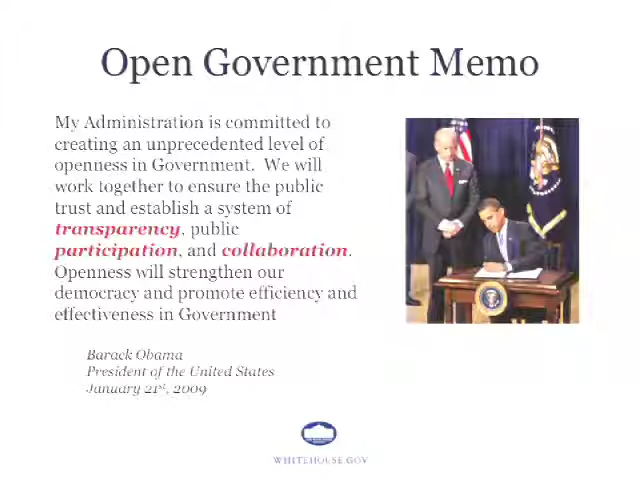 Open Government Memo
My Administration is committed to
creating an unprecedented level of
openness in Government.  We will
work together to ensure the public
trust and establish a system of
transparency, public
participation, and collaboration.
Openness will strengthen our
democracy and promote efficiency and
effectiveness in Government
Barack Obama
President of the United States
January 21st, 2009
WHITEHOUSE.GOV